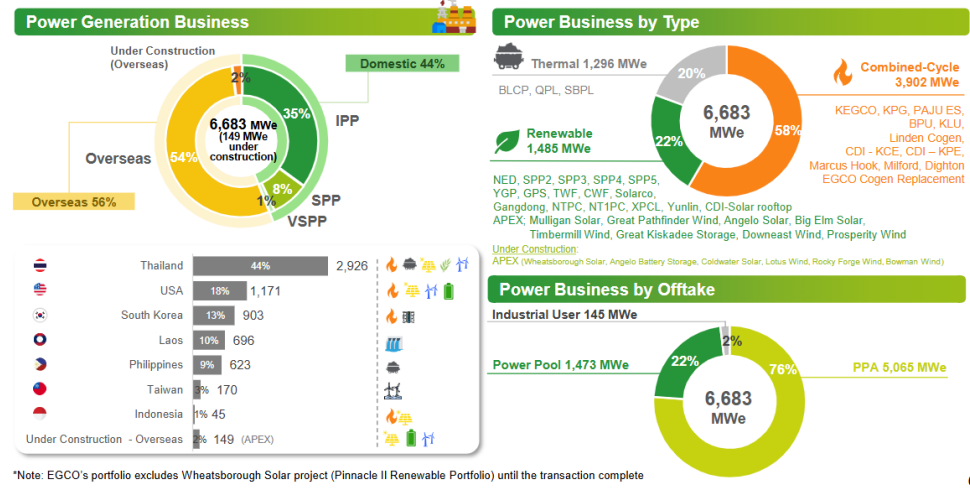 Power Generation Business
Under Construction
(Overseas)
2%
Domestic 44%
35%
IPP
6,683 MWe
(149 MWe
under
construction)
Overseas
54%
8%
SPP
1%
VSPP
Overseas 56%
Thailand 44% 2,926
USA 18% 1,171
South Korea 13% 903
Laos 10% 696
Philippines 9% 623
Taiwan 3% 170
Indonesia 1% 45
Under Construction - Overseas 2% 149 (APEX)
Power Business by Type
Thermal 1,296 MWe
BLCP, QPL, SBPL
20%
Combined-Cycle
3,902 MWe
6,683
MWe
58%
22%
KEGCO, KPG, PAJU ES,
BPU, KLU,
Linden Cogen,
CDI - KCE, CDI – KPE,
Marcus Hook, Milford, Dighton
EGCO Cogen Replacement
Renewable
1,485 MWe
NED, SPP2, SPP3, SPP4, SPP5,
YGP, GPS, TWF, CWF, Solarco,
Gangdong, NTPC, NT1PC, XPCL, Yunlin, CDI-Solar rooftop
APEX; Mulligan Solar, Great Pathfinder Wind, Angelo Solar, Big Elm Solar,
Timbermill Wind, Great Kiskadee Storage, Downeast Wind, Prosperity Wind
Under Construction:
APEX (Wheatsborough Solar, Angelo Battery Storage, Coldwater Solar, Lotus Wind, Rocky Forge Wind, Bowman Wind)
Power Business by Offtake
Industrial User 145 MWe
2%
Power Pool 1,473 MWe
22%
76%
PPA 5,065 MWe
6,683
MWe
*Note: EGCO's portfolio excludes Wheatsborough Solar project (Pinnacle II Renewable Portfolio) until the transaction complete